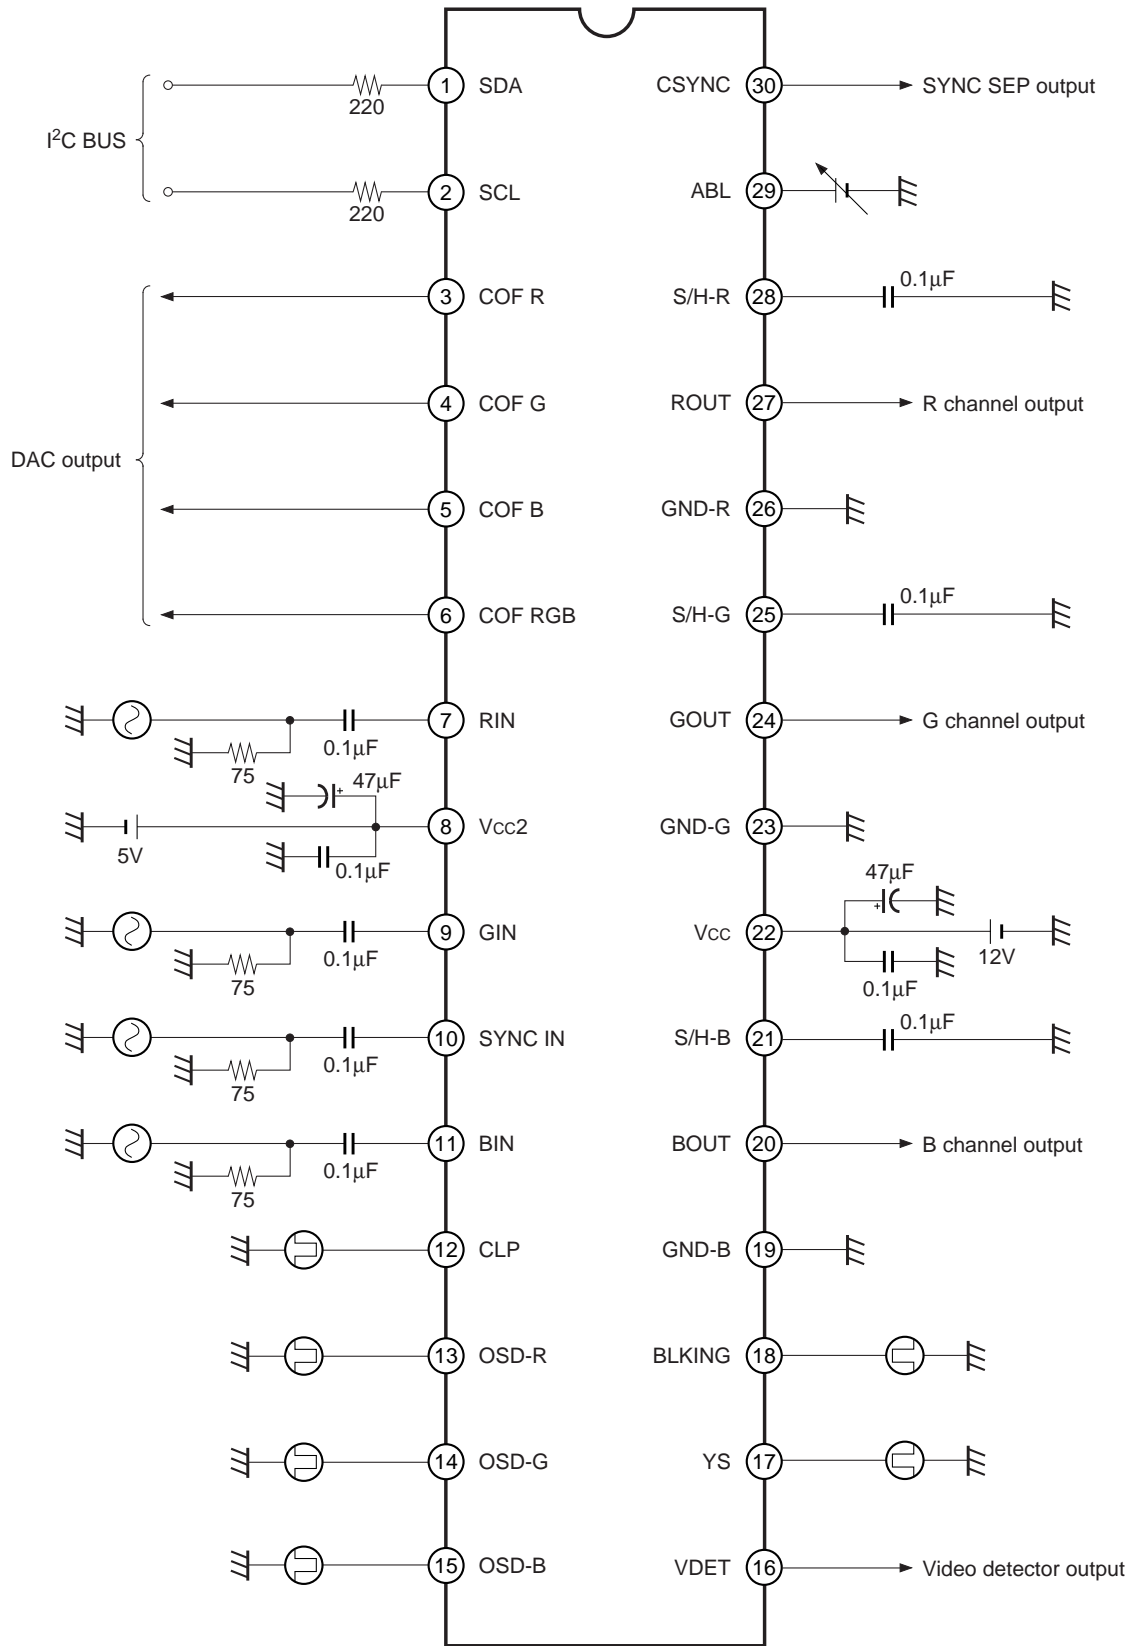 1 SDA CSYNC 30 SYNC SEP output
220
I²C BUS
2 SCL ABL 29
220
3 COF R S/H-R 28 0.1µF
4 COF G ROUT 27 R channel output
DAC output
5 COF B GND-R 26
6 COF RGB S/H-G 25 0.1µF
7 RIN GOUT 24 G channel output
0.1µF
75
47µF
+
8 Vcc2 GND-G 23
5V
0.1µF
47µF
+
9 GIN Vcc 22
0.1µF
75
12V
0.1µF
10 SYNC IN S/H-B 21 0.1µF
0.1µF
75
11 BIN BOUT 20 B channel output
0.1µF
75
12 CLP GND-B 19
13 OSD-R BLKING 18
14 OSD-G YS 17
15 OSD-B VDET 16 Video detector output